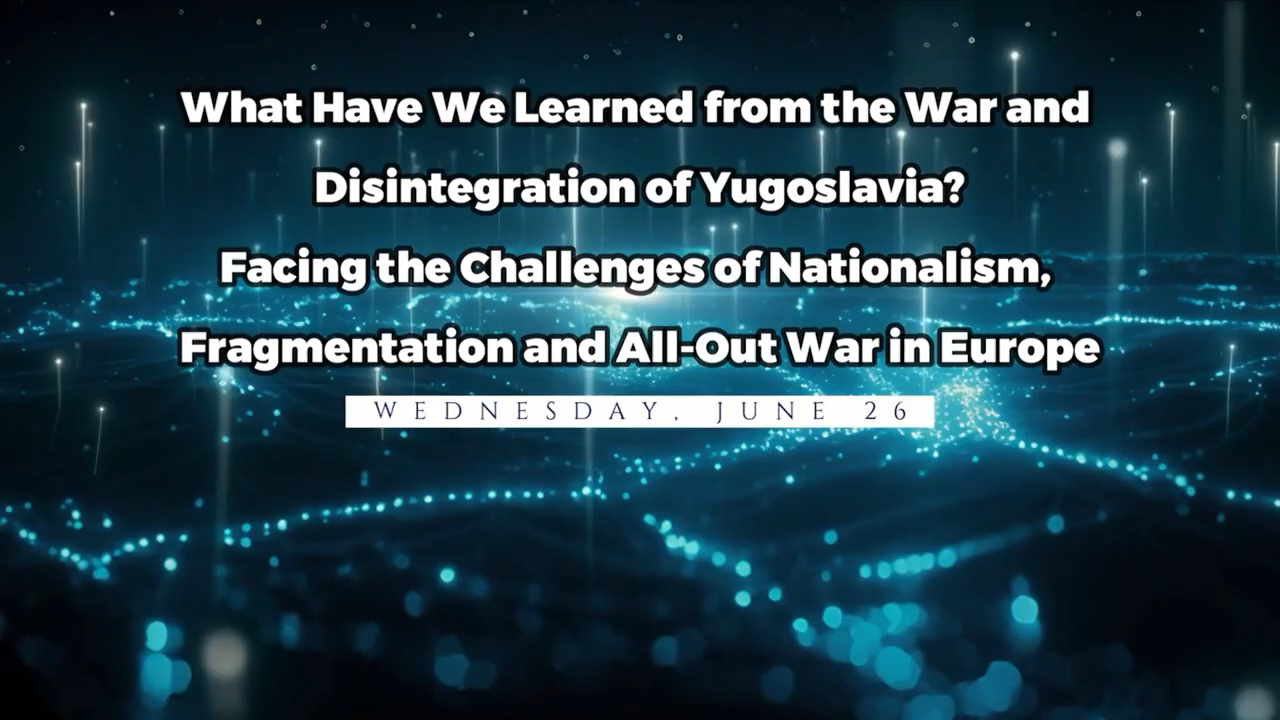 What Have We Learned from the War and
Disintegration of Yugoslavia?
Facing the Challenges of Nationalism,
Fragmentation and All-Out War in Europe
WEDNESDAY, JUNE 26